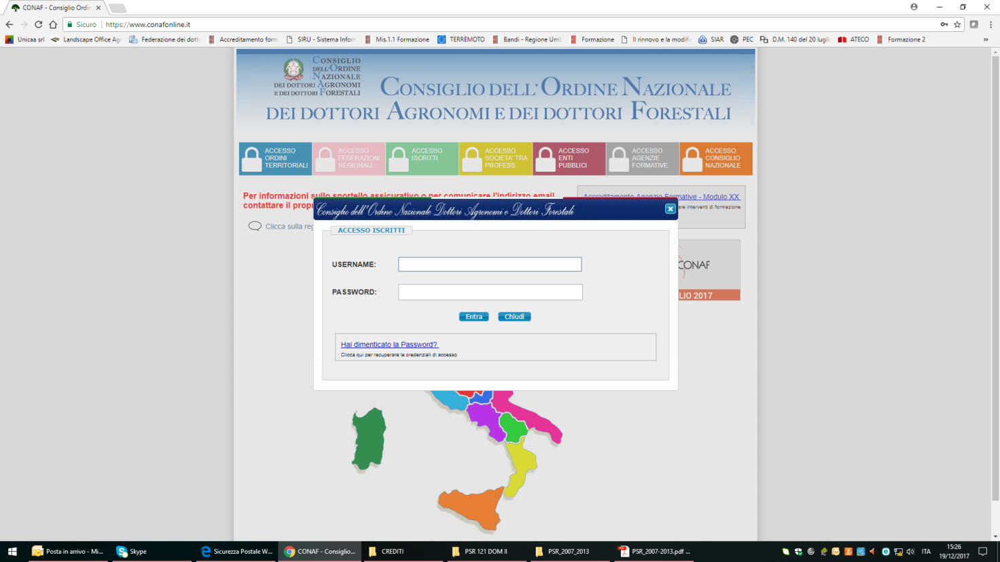 CONAF - Consiglio Ordin
Sicuro | https://www.conafonline.it
Unicaa srl Landscape Office Ag Federazione dei dott Accreditamento form SIRU - Sistema Inform Mis.1.1 Formazione TERREMOTO Bandi - Regione Umb Formazione Il rinnovo e la modific SIAR PEC D.M. 140 del 20 lugli ATECO Formazione 2 »
CONSIGLIO
DELL'ORDINE
NAZIONALE
DEI DOTTORI AGRONOMI
E DEI DOTTORI FORESTALI
CONSIGLIO DELL'ORDINE NAZIONALE
DEI DOTTORI AGRONOMI E DEI DOTTORI FORESTALI
ACCESSO
ORDINI
TERRITORIALI
ACCESSO
FEDERAZIONI
REGIONALI
ACCESSO
ISCRITTI
ACCESSO
SOCIETA' TRA
PROFESS.
ACCESSO
ENTI
PUBBLICI
ACCESSO
AGENZIE
FORMATIVE
ACCESSO
CONSIGLIO
NAZIONALE
Per informazioni sullo sportello assicurativo o per comunicare l'indirizzo email
contattare il propr
Clicca sulla reg
Accreditamento Agenzie Formative - Modulo XX
are interventi di formazione
CONAF
LIO 2017
Consiglio dell'Ordine Nazionale Dottori Agronomi e Dottori Forestali
ACCESSO ISCRITTI
USERNAME:
PASSWORD:
Entra Chiudi
Hai dimenticato la Password?
Clicca qui per recuperare le credenziali di accesso
Posta in arrivo - Mi... Skype Sicurezza Postale W... CONAF - Consiglio... CREDITI PSR 121 DOM II PSR_2007_2013 PSR_2007-2013.pdf ... ITA 15:26
19/12/2017